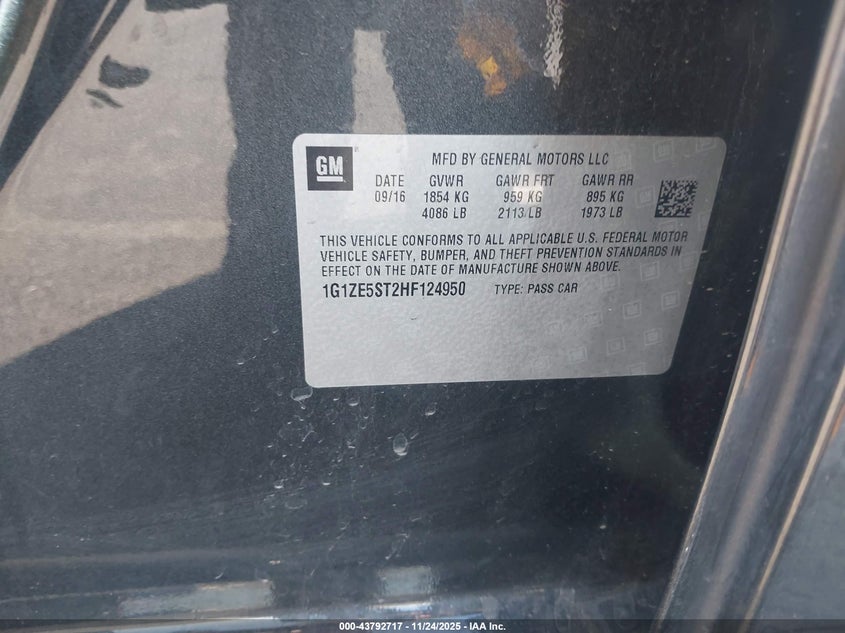 GM
MFD BY GENERAL MOTORS LLC
DATE GVWR GAWR FRT GAWR RR
09/16 1854 KG 959 KG 895 KG
4086 LB 2113 LB 1973 LB
THIS VEHICLE CONFORMS TO ALL APPLICABLE U.S. FEDERAL MOTOR
VEHICLE SAFETY, BUMPER, AND THEFT PREVENTION STANDARDS IN
EFFECT ON THE DATE OF MANUFACTURE SHOWN ABOVE.
1G1ZE5ST2HF124950 TYPE: PASS CAR
000-43792717 - 11/24/2025 - IAA Inc.